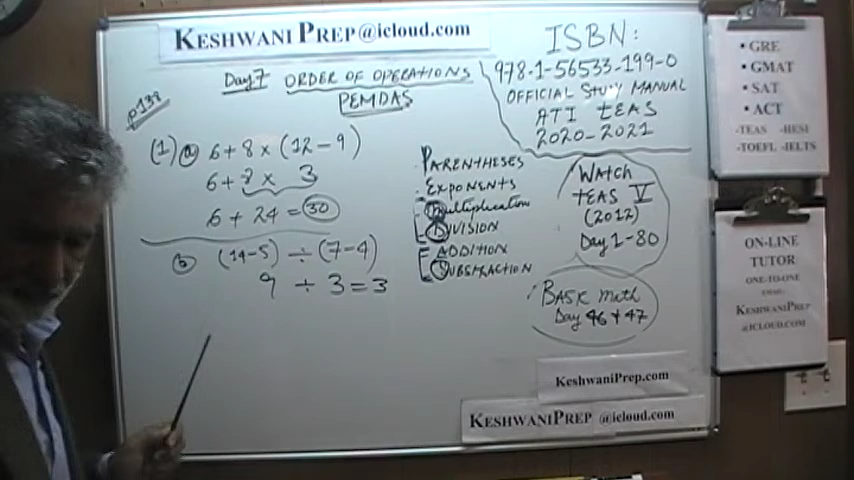 KESHWANI PREP@icloud.com
Day 7 ORDER OF OPERATIONS
PEMDAS
p138
(1) a 6 + 8 × (12 - 9)
6 + 8 × 3
6 + 24 = 30
b (14-5) ÷ (7-4)
9 ÷ 3 = 3
PARENTHESES
EXPONENTS
Multiplication
DIVISION
ADDITION
SUBSTRACTION
ISBN:
978-1-56533-199-0
OFFICIAL STUDY MANUAL
ATI TEAS
2020-2021
WATCH
TEAS V
(2012)
Day 1-80
BASIC Math
Day 46 + 47
KESHWANIPREP.com
KESHWANIPREP @icloud.com
• GRE
• GMAT
• SAT
• ACT
-TEAS -HESI
-TOEFL -IELTS
ON-LINE
TUTOR
ONE-TO-ONE
EMAIL:
KESHWANIPREP
@ICLOUD.COM